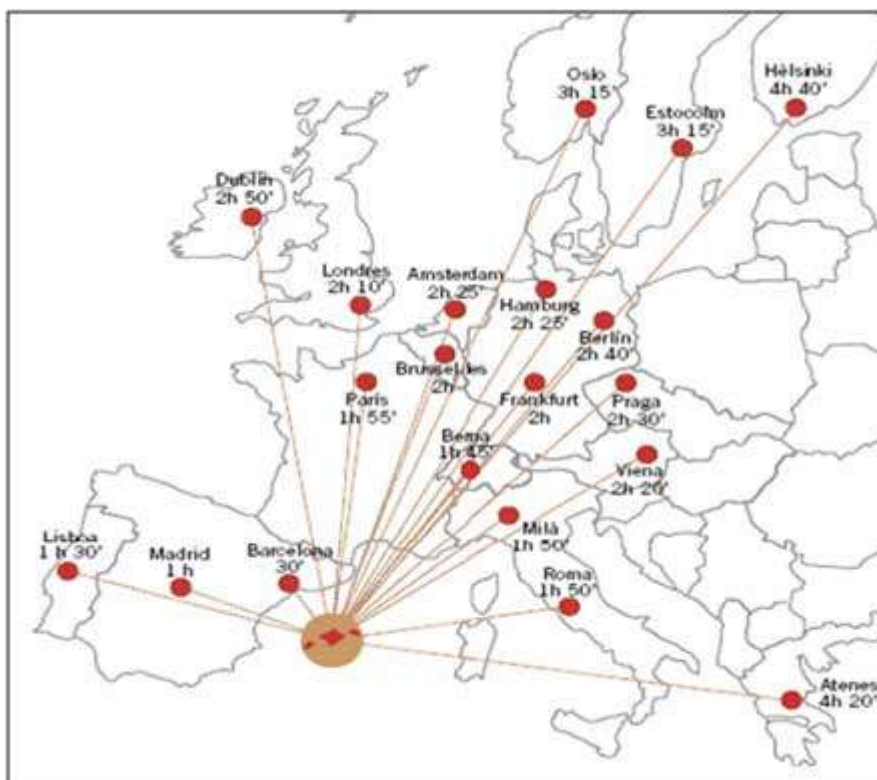 Oslo
3h 15'
Hèlsinki
4h 40'
Estocolm
3h 15'
Dublín
2h 50'
Londres
2h 10'
Amsterdam
2h 25'
Hamburg
2h 25'
Berlín
2h 40'
Brussel·les
2h
París
1h 55'
Frankfurt
2h
Praga
2h 30'
Berna
1h 45'
Viena
2h 20'
Milà
1h 50'
Lisboa
1 h 30'
Madrid
1 h
Barcelona
30'
Roma
1h 50'
Atenes
4h 20'